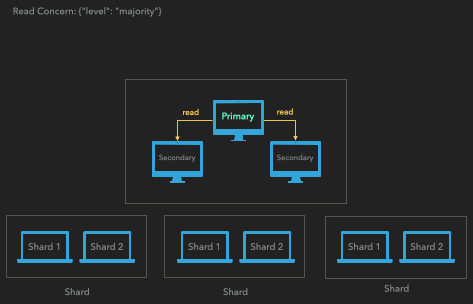 Read Concern: {"level": "majority"}
read
Primary
read
Secondary
Secondary
Shard 1
Shard 2
Shard 1
Shard 2
Shard 1
Shard 2
Shard
Shard
Shard